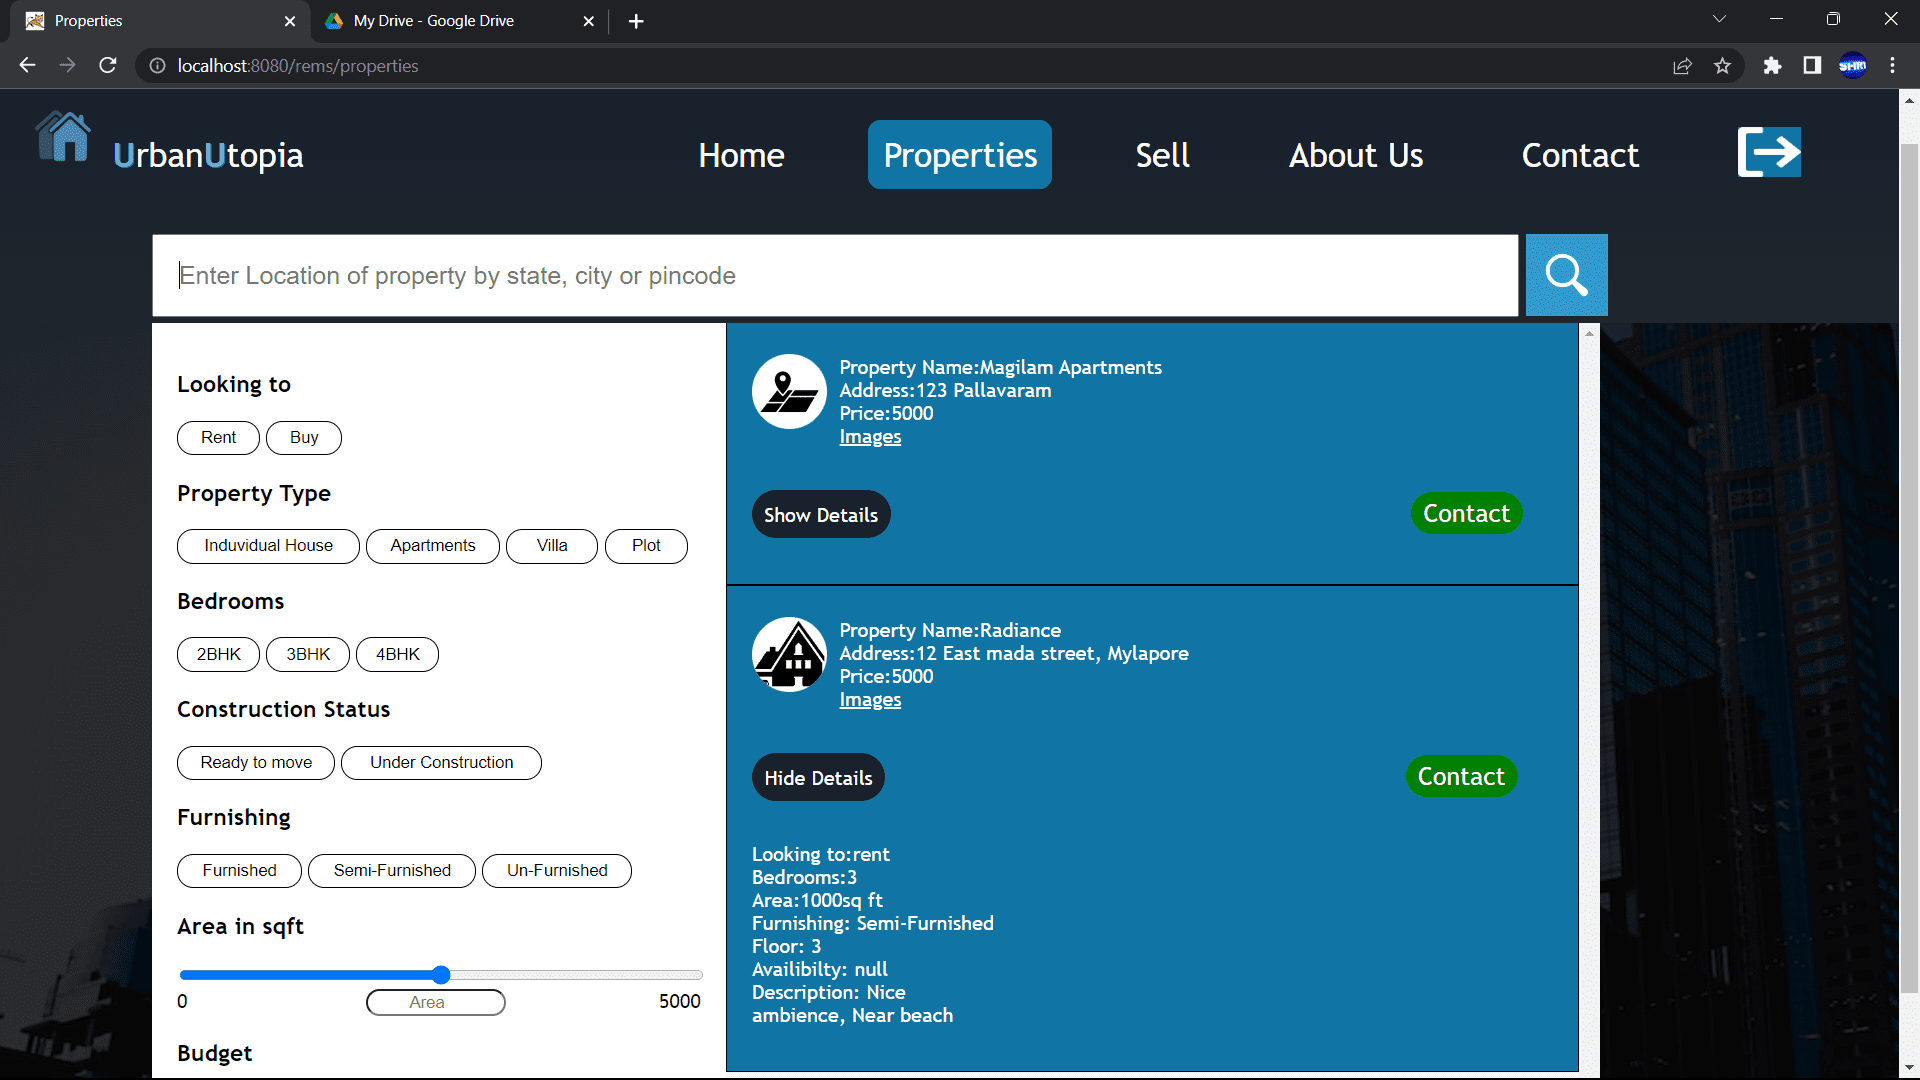 Properties
My Drive - Google Drive
localhost:8080/rems/properties
SMRI
UrbanUtopia
Home
Properties
Sell
About Us
Contact
Enter Location of property by state, city or pincode
Looking to
Rent
Buy
Property Type
Induvidual House
Apartments
Villa
Plot
Bedrooms
2BHK
3BHK
4BHK
Construction Status
Ready to move
Under Construction
Furnishing
Furnished
Semi-Furnished
Un-Furnished
Area in sqft
0
Area
5000
Budget
Property Name:Magilam Apartments
Address:123 Pallavaram
Price:5000
Images
Show Details
Contact
Property Name:Radiance
Address:12 East mada street, Mylapore
Price:5000
Images
Hide Details
Contact
Looking to:rent
Bedrooms:3
Area:1000sq ft
Furnishing: Semi-Furnished
Floor: 3
Availibilty: null
Description: Nice
ambience, Near beach